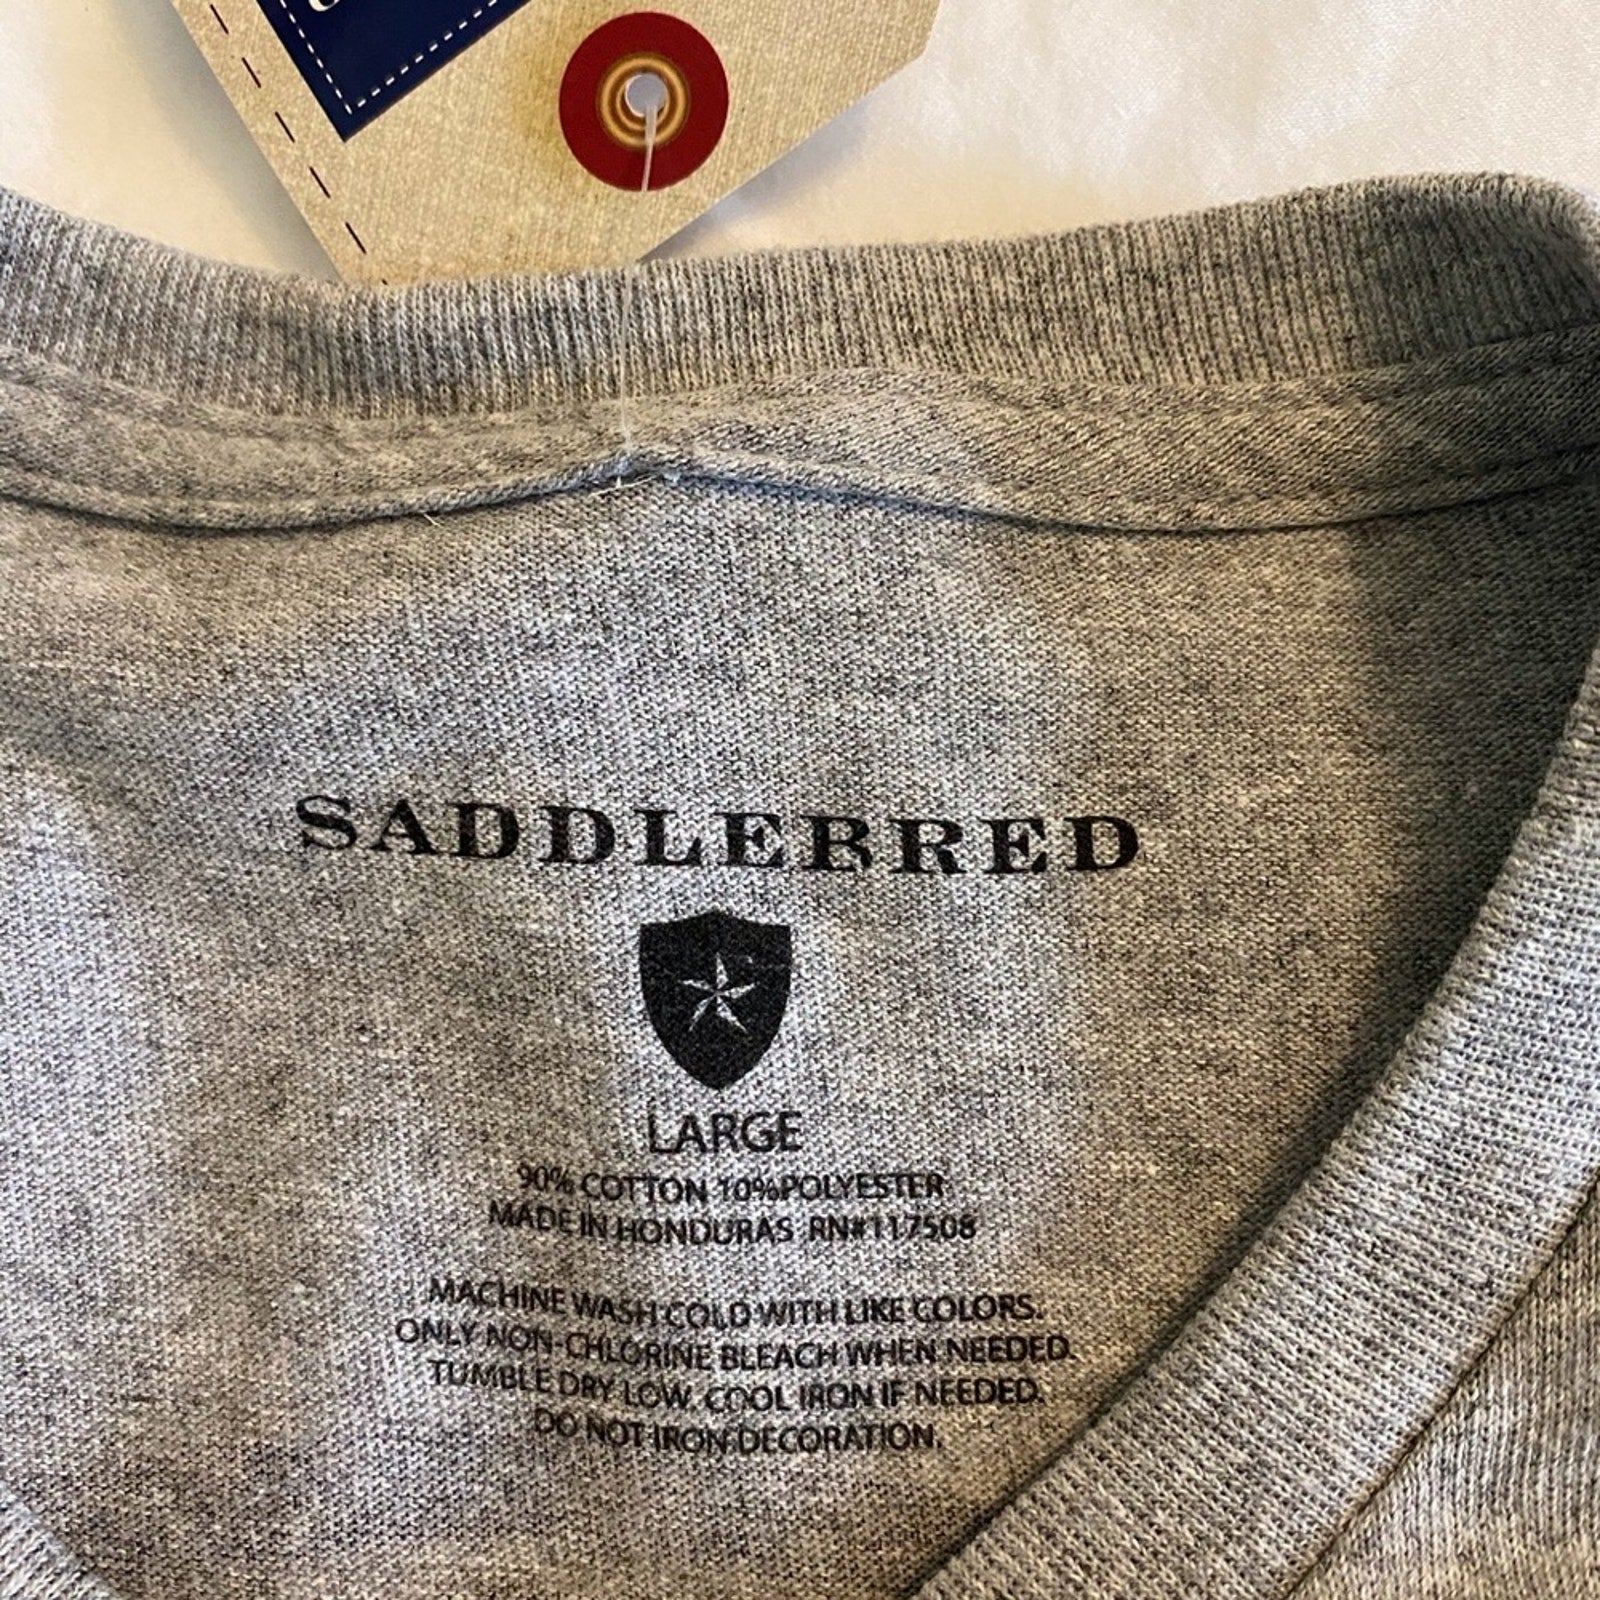 SADDLEBRED
LARGE
90% COTTON 10%POLYESTER
MADE IN HONDURAS RN#117508
MACHINE WASH COLD WITH LIKE COLORS.
ONLY NON-CHLORINE BLEACH WHEN NEEDED.
TUMBLE DRY LOW. COOL IRON IF NEEDED.
DO NOT IRON DECORATION.